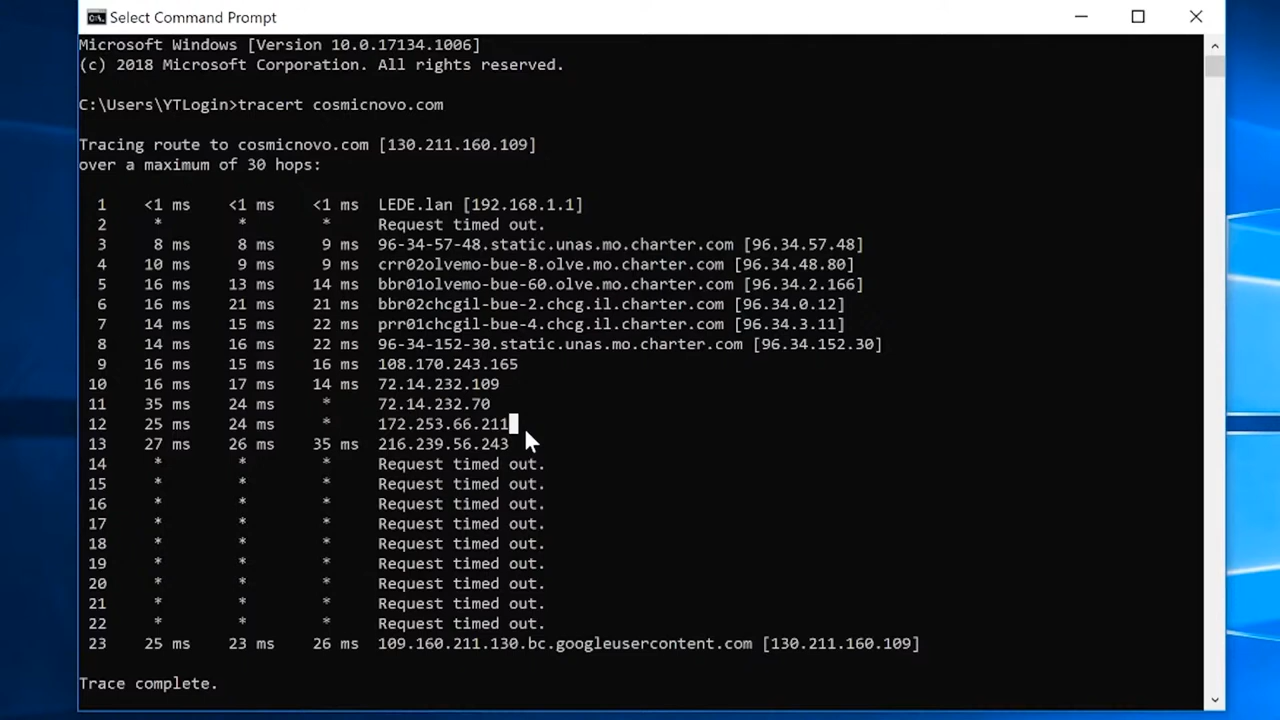 Select Command Prompt
Microsoft Windows [Version 10.0.17134.1006]
(c) 2018 Microsoft Corporation. All rights reserved.
C:\Users\YTLogin>tracert cosmicnovo.com
Tracing route to cosmicnovo.com [130.211.160.109]
over a maximum of 30 hops:
1 <1 ms <1 ms <1 ms LEDE.lan [192.168.1.1]
2 * * * Request timed out.
3 8 ms 8 ms 9 ms 96-34-57-48.static.unas.mo.charter.com [96.34.57.48]
4 10 ms 9 ms 9 ms crr02olvemo-bue-8.olve.mo.charter.com [96.34.48.80]
5 16 ms 13 ms 14 ms bbr01olvemo-bue-60.olve.mo.charter.com [96.34.2.166]
6 16 ms 21 ms 21 ms bbr02chcgil-bue-2.chcg.il.charter.com [96.34.0.12]
7 14 ms 15 ms 22 ms prr01chcgil-bue-4.chcg.il.charter.com [96.34.3.11]
8 14 ms 16 ms 22 ms 96-34-152-30.static.unas.mo.charter.com [96.34.152.30]
9 16 ms 15 ms 16 ms 108.170.243.165
10 16 ms 17 ms 14 ms 72.14.232.109
11 35 ms 24 ms * 72.14.232.70
12 25 ms 24 ms * 172.253.66.211
13 27 ms 26 ms 35 ms 216.239.56.243
14 * * * Request timed out.
15 * * * Request timed out.
16 * * * Request timed out.
17 * * * Request timed out.
18 * * * Request timed out.
19 * * * Request timed out.
20 * * * Request timed out.
21 * * * Request timed out.
22 * * * Request timed out.
23 25 ms 23 ms 26 ms 109.160.211.130.bc.googleusercontent.com [130.211.160.109]
Trace complete.